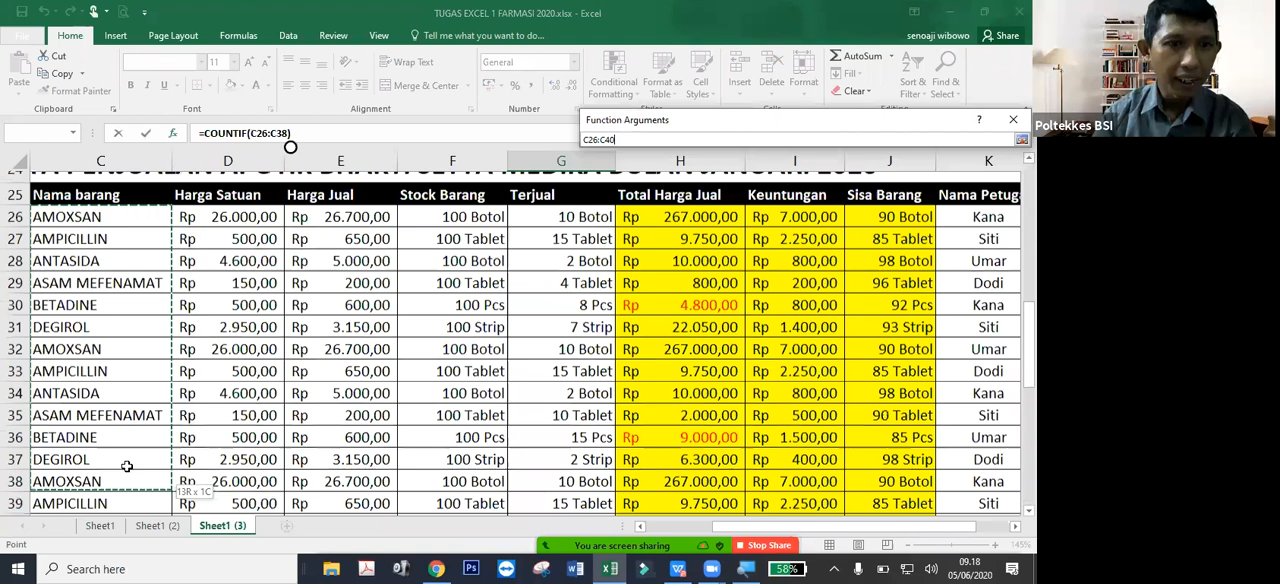 TUGAS EXCEL 1 FARMASI 2020.xlsx - Excel
File Home Insert Page Layout Formulas Data Review View Tell me what you want to do... senoaji wibowo Share
Paste Cut Copy Format Painter
11 A A Wrap Text General
B I U A Merge & Center % ,
Conditional Formatting Format as Table Cell Styles Insert Delete Format
AutoSum Fill Clear Sort & Filter Find & Select
Clipboard Font Alignment Number Editing
Function Arguments ?
C26:C40
Poltekkes BSI
fx =COUNTIF(C26:C38)
C D E F G H I J K
25 Nama barang Harga Satuan Harga Jual Stock Barang Terjual Total Harga Jual Keuntungan Sisa Barang Nama Petuga
26 AMOXSAN Rp 26.000,00 Rp 26.700,00 100 Botol 10 Botol Rp 267.000,00 Rp 7.000,00 90 Botol Kana
27 AMPICILLIN Rp 500,00 Rp 650,00 100 Tablet 15 Tablet Rp 9.750,00 Rp 2.250,00 85 Tablet Siti
28 ANTASIDA Rp 4.600,00 Rp 5.000,00 100 Botol 2 Botol Rp 10.000,00 Rp 800,00 98 Botol Umar
29 ASAM MEFENAMAT Rp 150,00 Rp 200,00 100 Tablet 4 Tablet Rp 800,00 Rp 200,00 96 Tablet Dodi
30 BETADINE Rp 500,00 Rp 600,00 100 Pcs 8 Pcs Rp 4.800,00 Rp 800,00 92 Pcs Kana
31 DEGIROL Rp 2.950,00 Rp 3.150,00 100 Strip 7 Strip Rp 22.050,00 Rp 1.400,00 93 Strip Siti
32 AMOXSAN Rp 26.000,00 Rp 26.700,00 100 Botol 10 Botol Rp 267.000,00 Rp 7.000,00 90 Botol Umar
33 AMPICILLIN Rp 500,00 Rp 650,00 100 Tablet 15 Tablet Rp 9.750,00 Rp 2.250,00 85 Tablet Dodi
34 ANTASIDA Rp 4.600,00 Rp 5.000,00 100 Botol 2 Botol Rp 10.000,00 Rp 800,00 98 Botol Kana
35 ASAM MEFENAMAT Rp 150,00 Rp 200,00 100 Tablet 10 Tablet Rp 2.000,00 Rp 500,00 90 Tablet Siti
36 BETADINE Rp 500,00 Rp 600,00 100 Pcs 15 Pcs Rp 9.000,00 Rp 1.500,00 85 Pcs Umar
37 DEGIROL Rp 2.950,00 Rp 3.150,00 100 Strip 2 Strip Rp 6.300,00 Rp 400,00 98 Strip Dodi
38 AMOXSAN Rp 26.000,00 Rp 26.700,00 100 Botol 10 Botol Rp 267.000,00 Rp 7.000,00 90 Botol Kana
13R x 1C
39 AMPICILLIN Rp 500,00 Rp 650,00 100 Tablet 15 Tablet Rp 9.750,00 Rp 2.250,00 85 Tablet Siti
Sheet1 Sheet1 (2) Sheet1 (3)
Point You are screen sharing Stop Share 145%
Search here 58% 09.18
05/06/2020